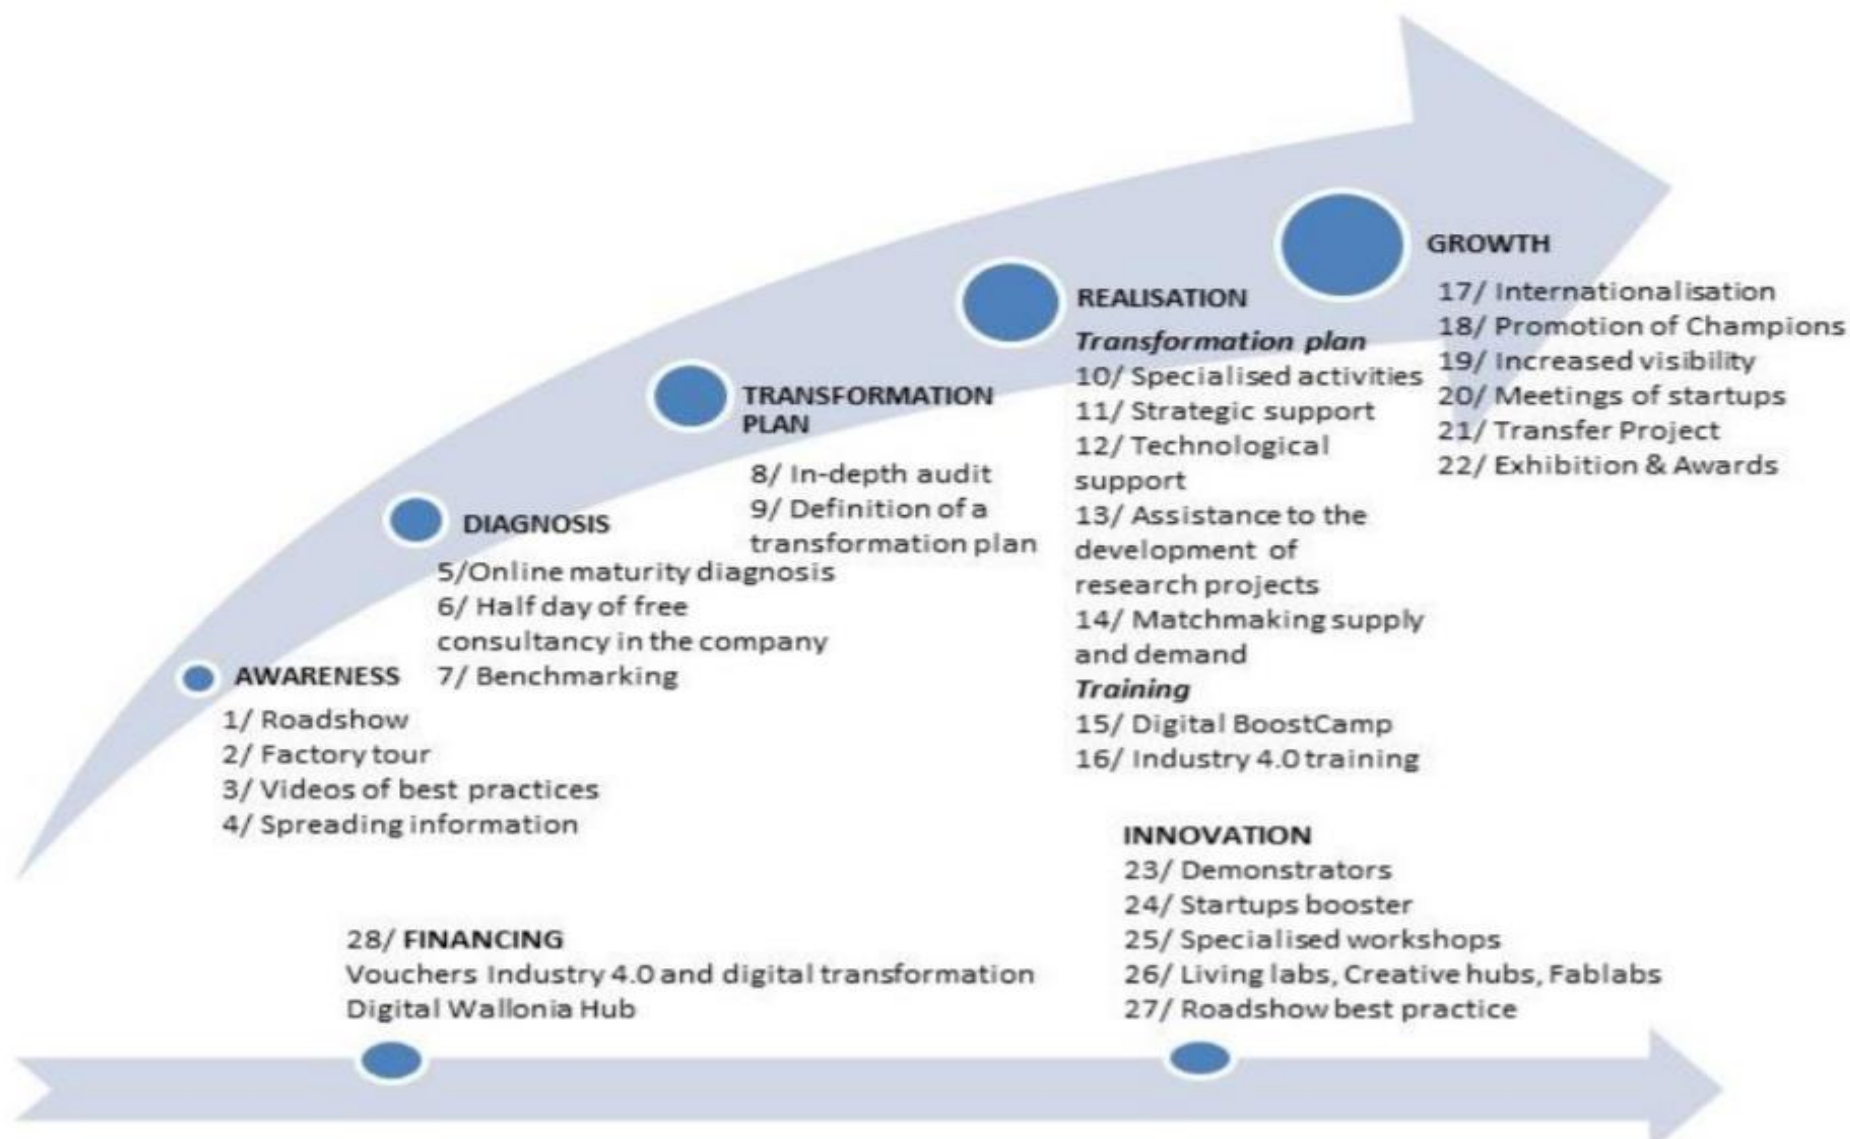 GROWTH
17/ Internationalisation
18/ Promotion of Champions
19/ Increased visibility
20/ Meetings of startups
21/ Transfer Project
22/ Exhibition & Awards
REALISATION
Transformation plan
10/ Specialised activities
11/ Strategic support
12/ Technological
support
13/ Assistance to the
development of
research projects
14/ Matchmaking supply
and demand
Training
15/ Digital BoostCamp
16/ Industry 4.0 training
TRANSFORMATION
PLAN
8/ In-depth audit
9/ Definition of a
transformation plan
DIAGNOSIS
5/Online maturity diagnosis
6/ Half day of free
consultancy in the company
7/ Benchmarking
AWARENESS
1/ Roadshow
2/ Factory tour
3/ Videos of best practices
4/ Spreading information
INNOVATION
23/ Demonstrators
24/ Startups booster
25/ Specialised workshops
26/ Living labs, Creative hubs, Fablabs
27/ Roadshow best practice
28/ FINANCING
Vouchers Industry 4.0 and digital transformation
Digital Wallonia Hub